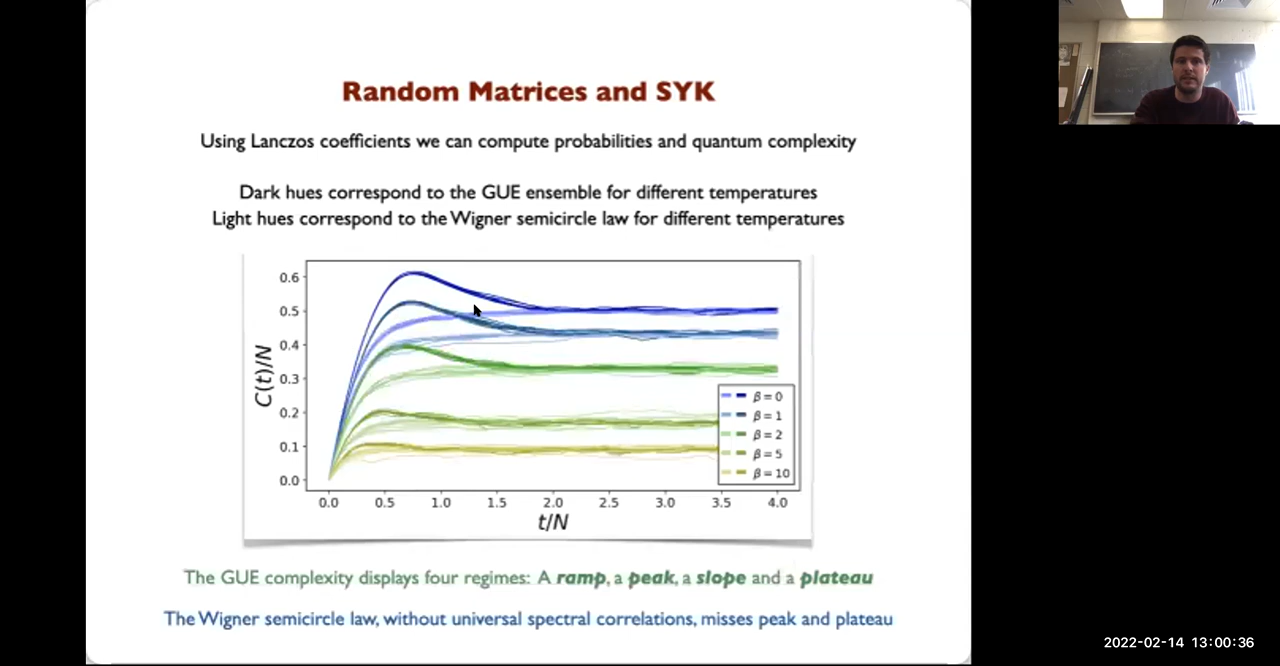 Random Matrices and SYK
Using Lanczos coefficients we can compute probabilities and quantum complexity
Dark hues correspond to the GUE ensemble for different temperatures
Light hues correspond to the Wigner semicircle law for different temperatures
C(t)/N
0.6
0.5
0.4
0.3
0.2
0.1
0.0
β = 0
β = 1
β = 2
β = 5
β = 10
0.0 0.5 1.0 1.5 2.0 2.5 3.0 3.5 4.0
t/N
The GUE complexity displays four regimes: A ramp, a peak, a slope and a plateau
The Wigner semicircle law, without universal spectral correlations, misses peak and plateau
2022-02-14 13:00:36